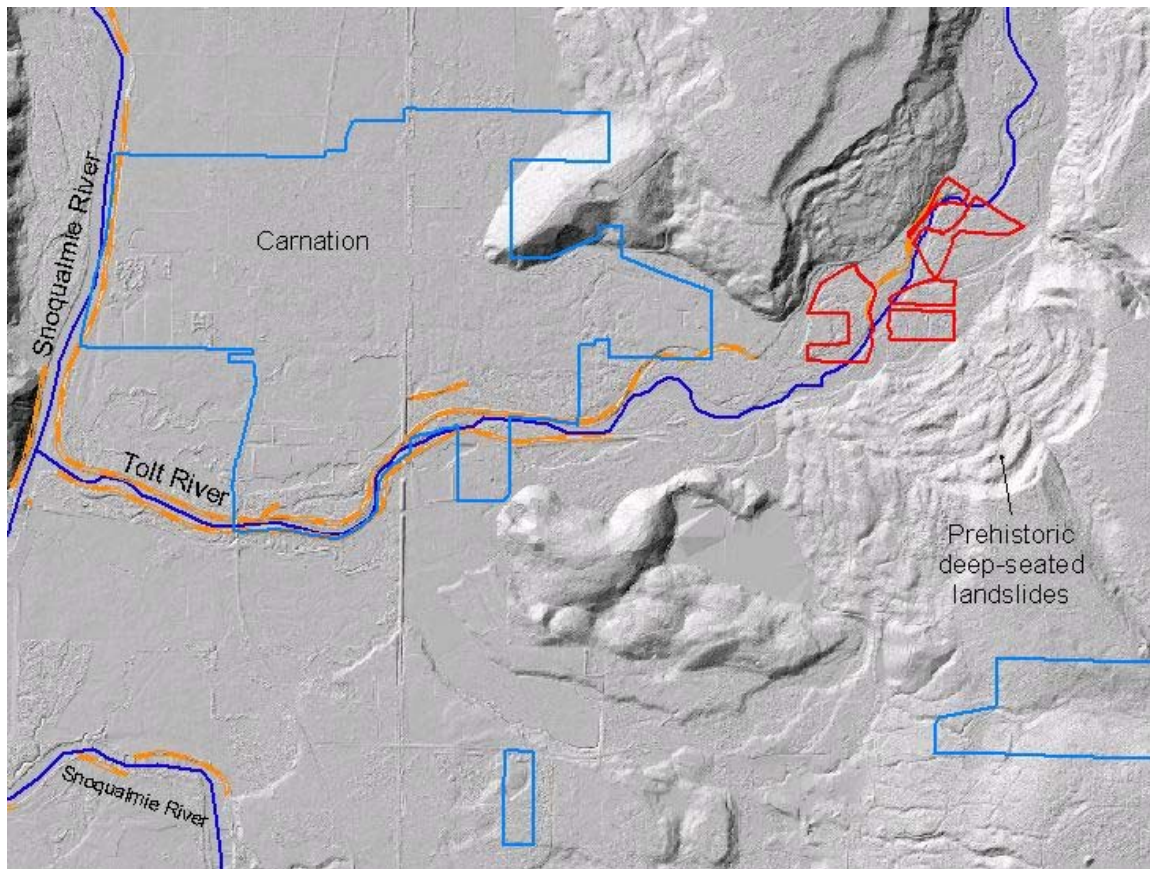 Snoqualmie River
Carnation
Tolt River
Prehistoric
deep-seated
landslides
Snoqualmie River